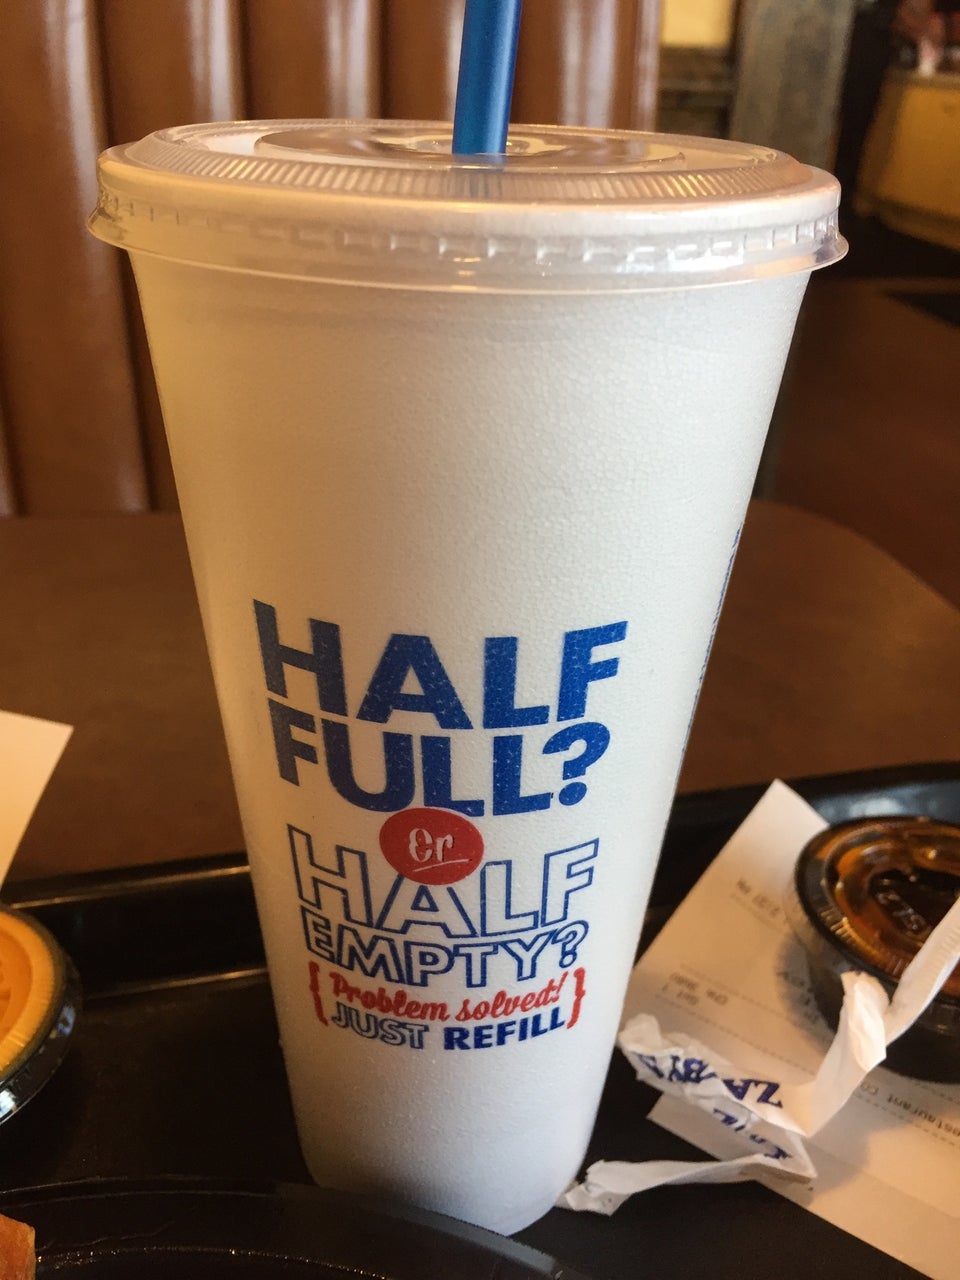 HALF
FULL?
Or
HALF
EMPTY?
{Problem solved!
JUST REFILL}